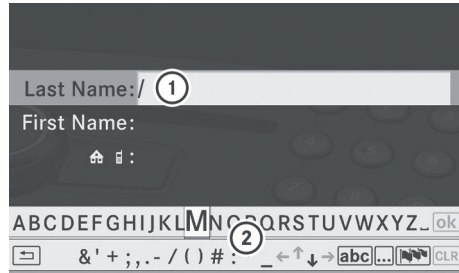 Last Name:/ 1
First Name:
:
ABCDEFGHIJKLMNOPQRSTUVWXYZ_ ok
2
& ' + ; , . - / ( ) # : _ ← ↑ ↓ → abc ... CLR